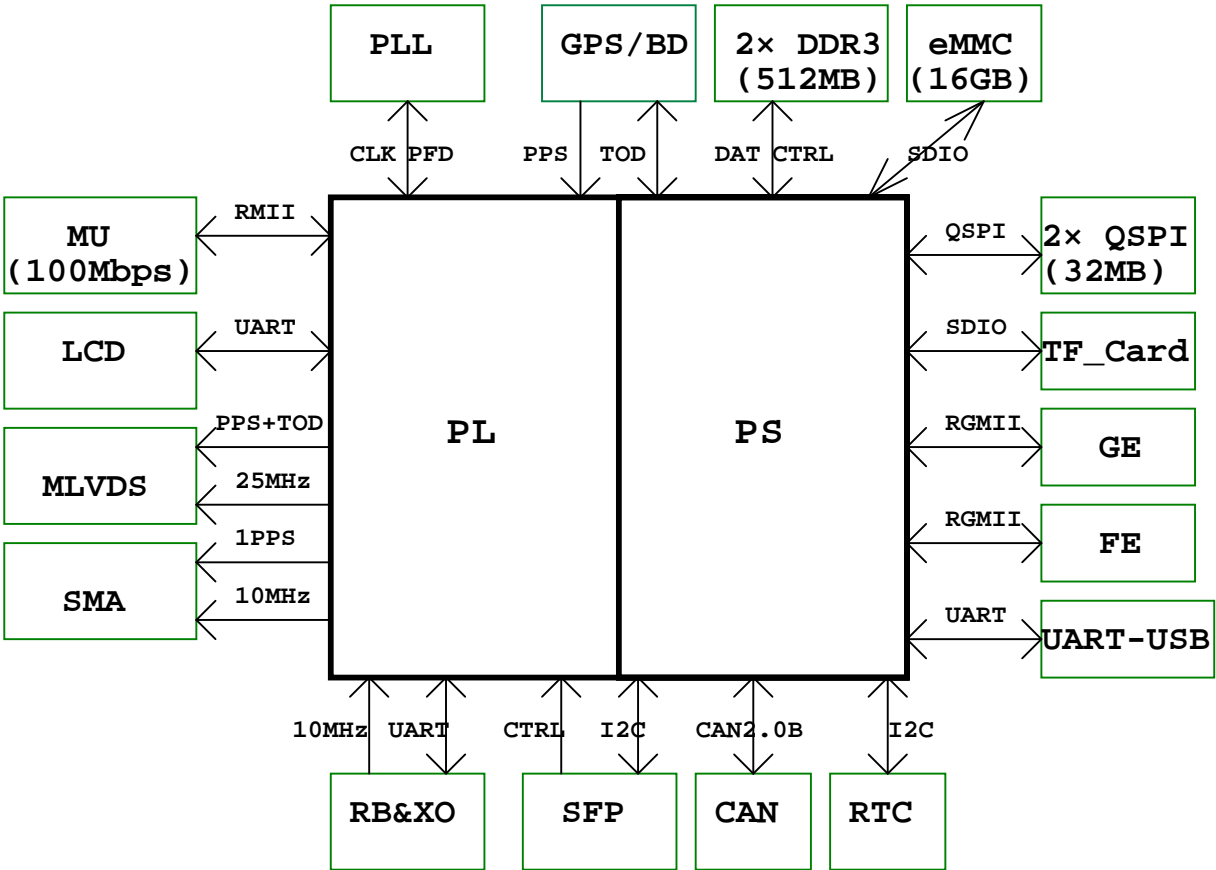 PLL
GPS/BD
2× DDR3
(512MB)
eMMC
(16GB)
CLK PFD
PPS
TOD
DAT CTRL
SDIO
MU
(100Mbps)
RMII
QSPI
2× QSPI
(32MB)
LCD
UART
SDIO
TF_Card
PL
PS
MLVDS
PPS+TOD
25MHz
RGMII
GE
SMA
1PPS
10MHz
RGMII
FE
UART
UART-USB
10MHz
UART
CTRL
I2C
CAN2.0B
I2C
RB&XO
SFP
CAN
RTC